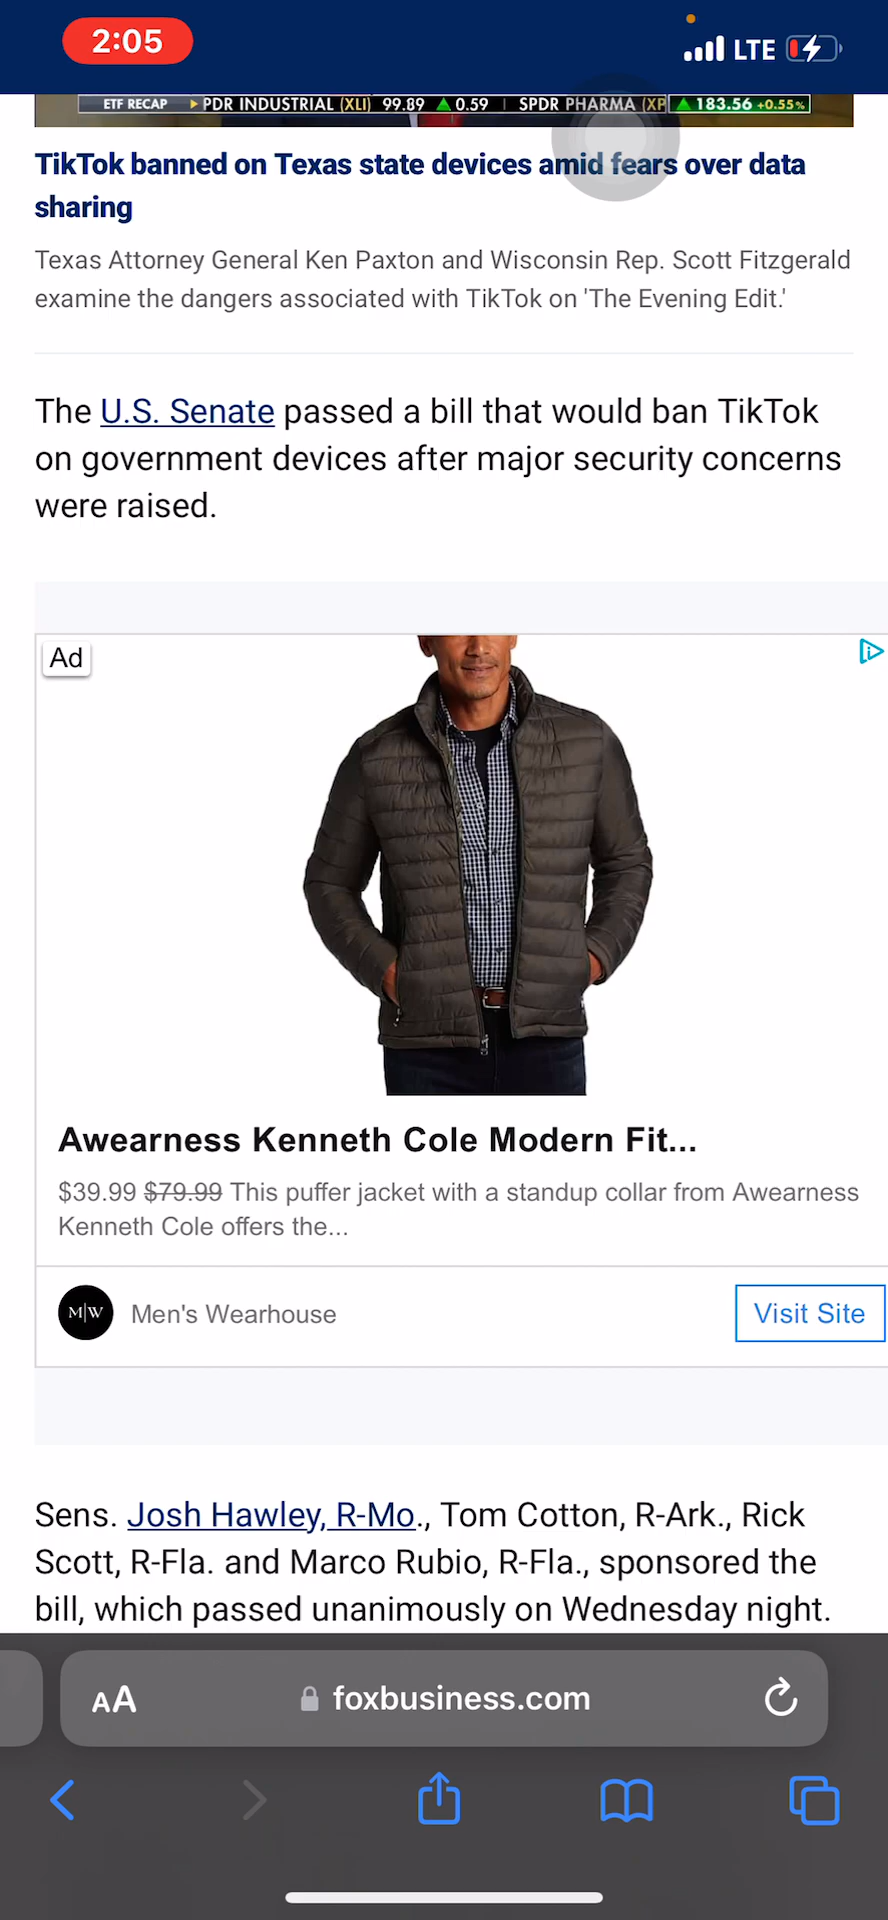 2:05
LTE
ETF RECAP PDR INDUSTRIAL (XLI) 99.89 0.59 SPDR PHARMA (XP 183.56 +0.55%
TikTok banned on Texas state devices amid fears over data
sharing
Texas Attorney General Ken Paxton and Wisconsin Rep. Scott Fitzgerald
examine the dangers associated with TikTok on 'The Evening Edit.'
The U.S. Senate passed a bill that would ban TikTok
on government devices after major security concerns
were raised.
Ad
Awearness Kenneth Cole Modern Fit...
$39.99 $79.99 This puffer jacket with a standup collar from Awearness
Kenneth Cole offers the...
M|W Men's Wearhouse
Visit Site
Sens. Josh Hawley, R-Mo., Tom Cotton, R-Ark., Rick
Scott, R-Fla. and Marco Rubio, R-Fla., sponsored the
bill, which passed unanimously on Wednesday night.
AA foxbusiness.com